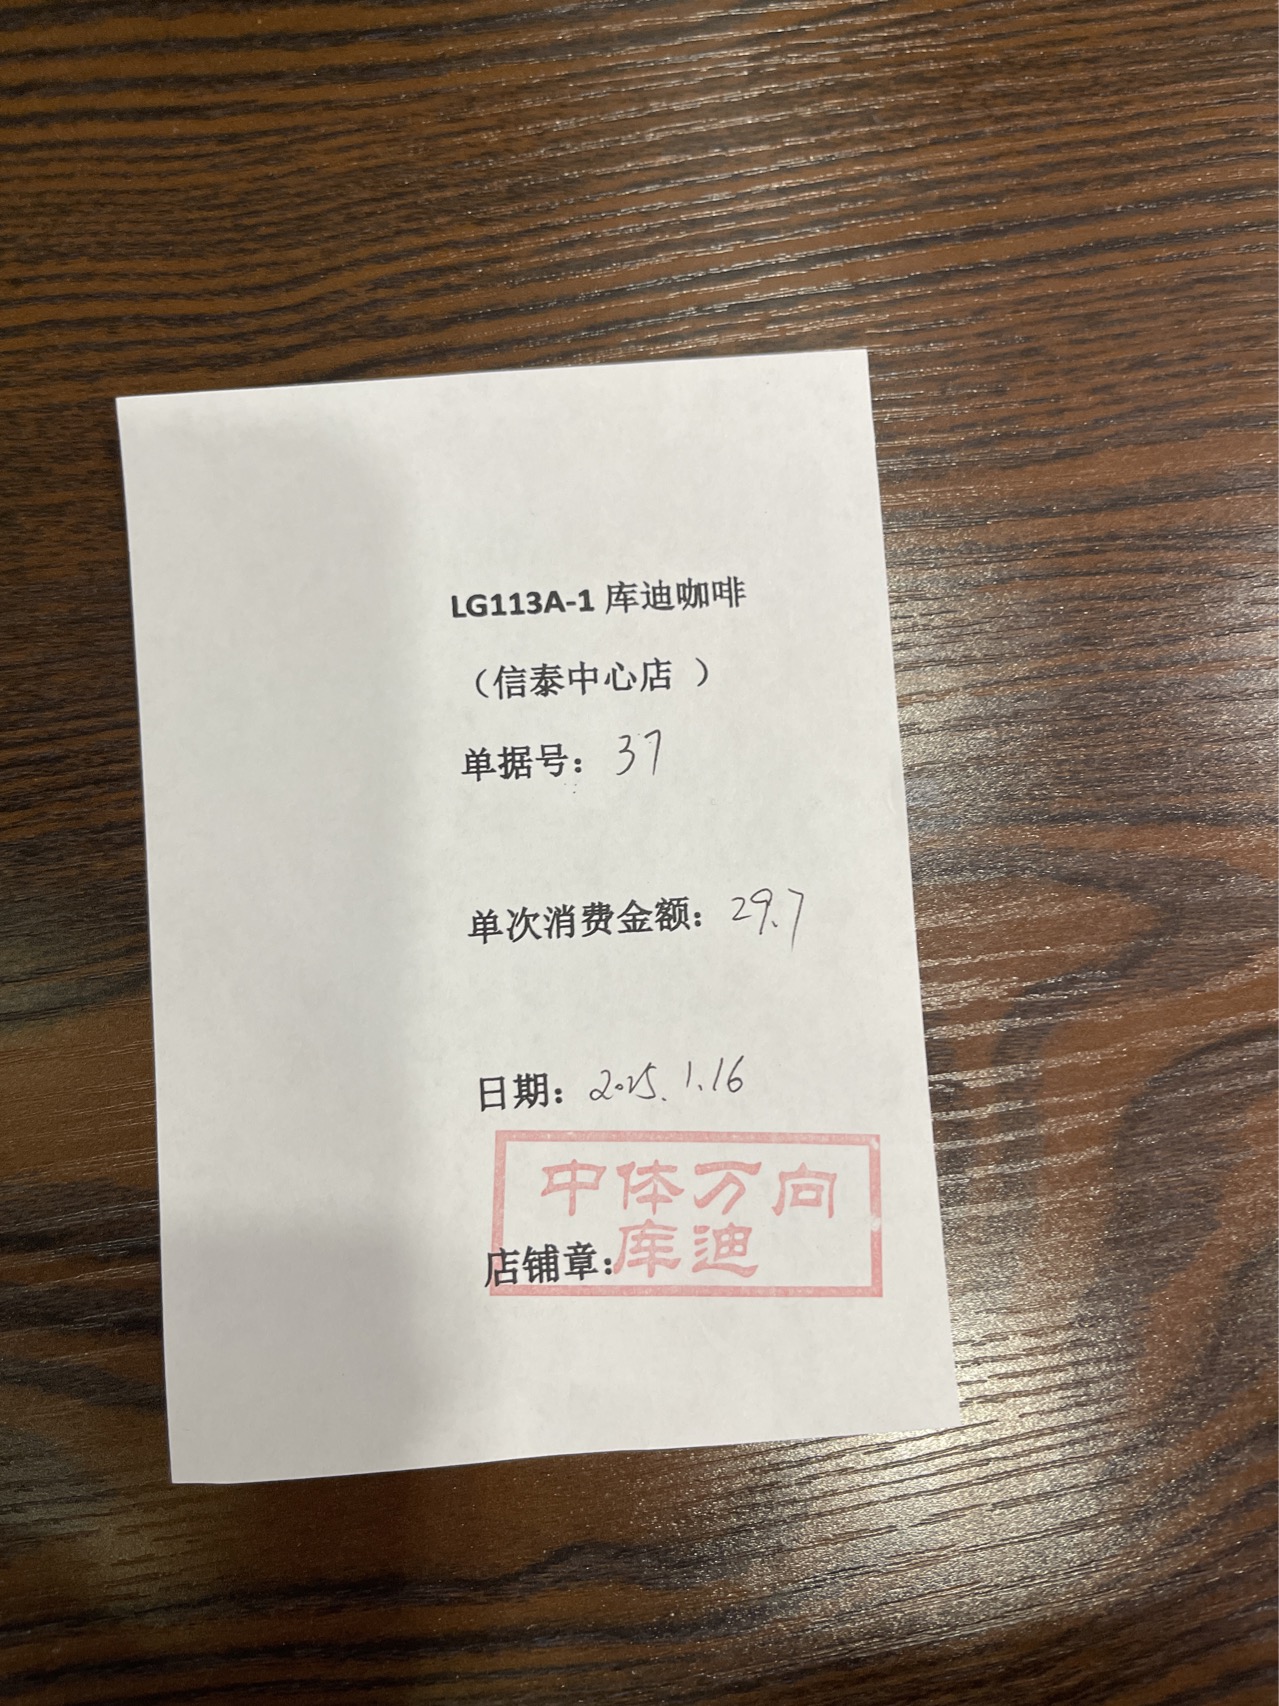 LG113A-1 库迪咖啡
（信泰中心店 ）
单据号：37
单次消费金额：29.7
日期：2025.1.16
中体万向
库迪
店铺章：